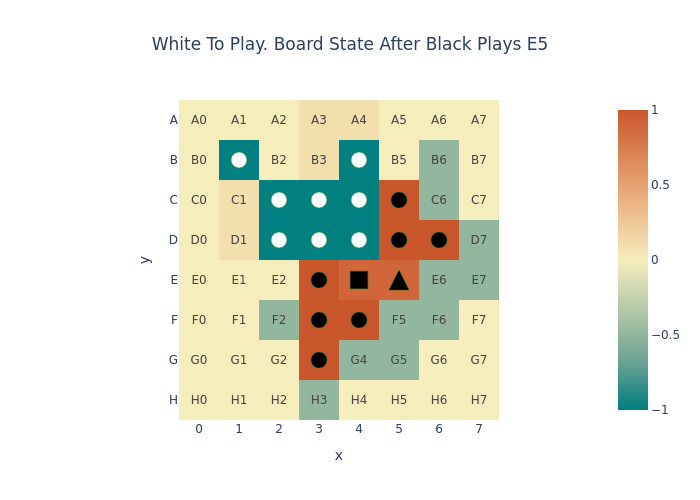 White To Play. Board State After Black Plays E5
A A0 A1 A2 A3 A4 A5 A6 A7 1
B B0 B2 B3 B5 B6 B7
C C0 C1 C6 C7 0.5
D D0 D1 D7
y
0
E E0 E1 E2 E6 E7
F F0 F1 F2 F5 F6 F7 −0.5
G G0 G1 G2 G4 G5 G6 G7
H H0 H1 H2 H3 H4 H5 H6 H7 −1
0 1 2 3 4 5 6 7
x